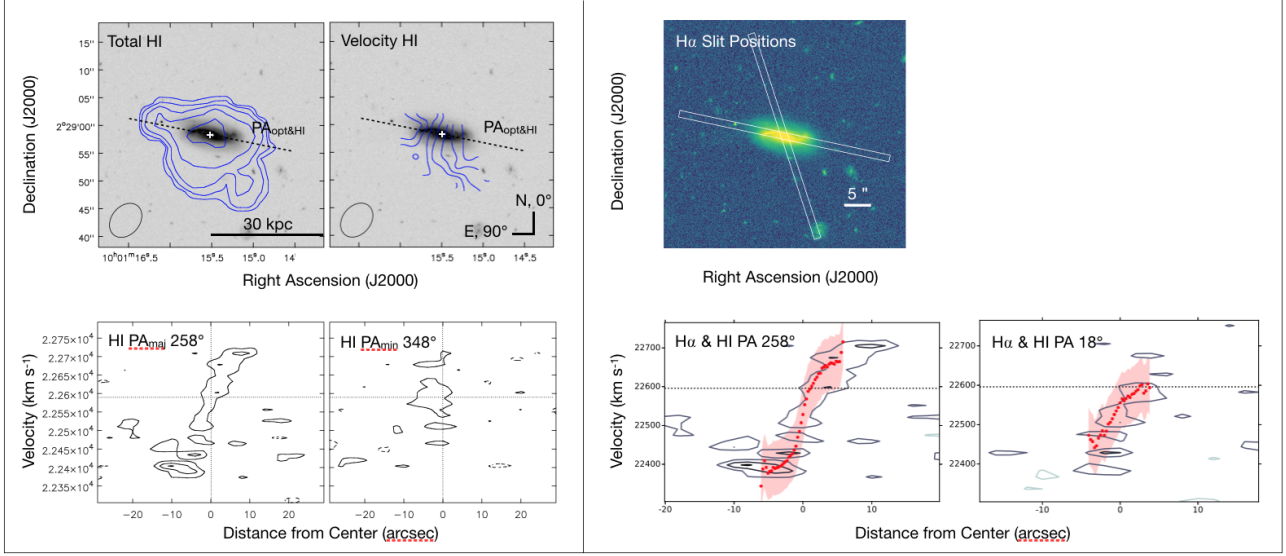 Total HI
Velocity HI
Hα Slit Positions
Declination (J2000)
15"
10"
05"
2°29'00"
55"
50"
45"
40"
PAopt&HI
PAopt&HI
30 kpc
N, 0°
E, 90°
10ʰ01ᵐ16ˢ.5
15ˢ.5
15ˢ.0
14
15ˢ.5
15ˢ.0
14ˢ.5
Right Ascension (J2000)
Declination (J2000)
5 "
Right Ascension (J2000)
HI PAmaj 258°
HI PAmin 348°
Velocity (km s⁻¹)
2.275×10⁴
2.27×10⁴
2.265×10⁴
2.26×10⁴
2.255×10⁴
2.25×10⁴
2.245×10⁴
2.24×10⁴
2.235×10⁴
−20 −10 0 10 20
−20 −10 0 10 20
Distance from Center (arcsec)
Hα & HI PA 258°
Hα & HI PA 18°
Velocity (km s⁻¹)
22700
22600
22500
22400
22700
22600
22500
22400
-20 -10 0 10
-10 0 10
Distance from Center (arcsec)